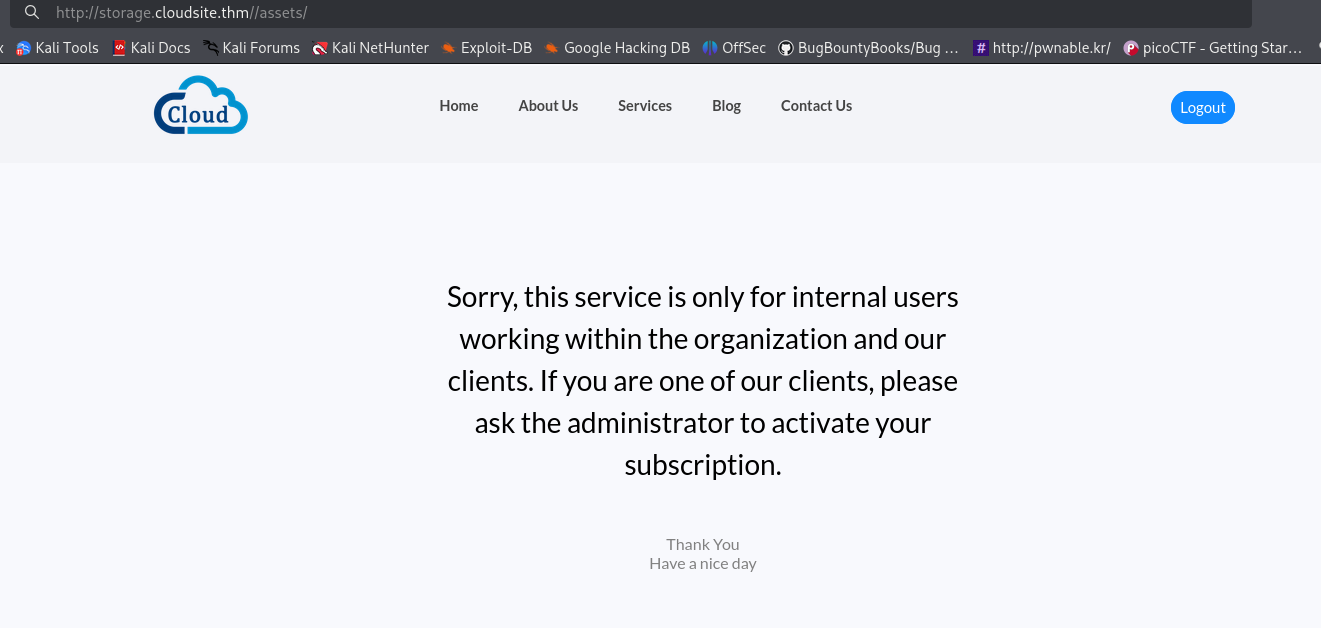 http://storage.cloudsite.thm//assets/
x Kali Tools Kali Docs Kali Forums Kali NetHunter Exploit-DB Google Hacking DB OffSec BugBountyBooks/Bug … # http://pwnable.kr/ picoCTF - Getting Star…
Cloud Home About Us Services Blog Contact Us Logout
Sorry, this service is only for internal users
working within the organization and our
clients. If you are one of our clients, please
ask the administrator to activate your
subscription.
Thank You
Have a nice day